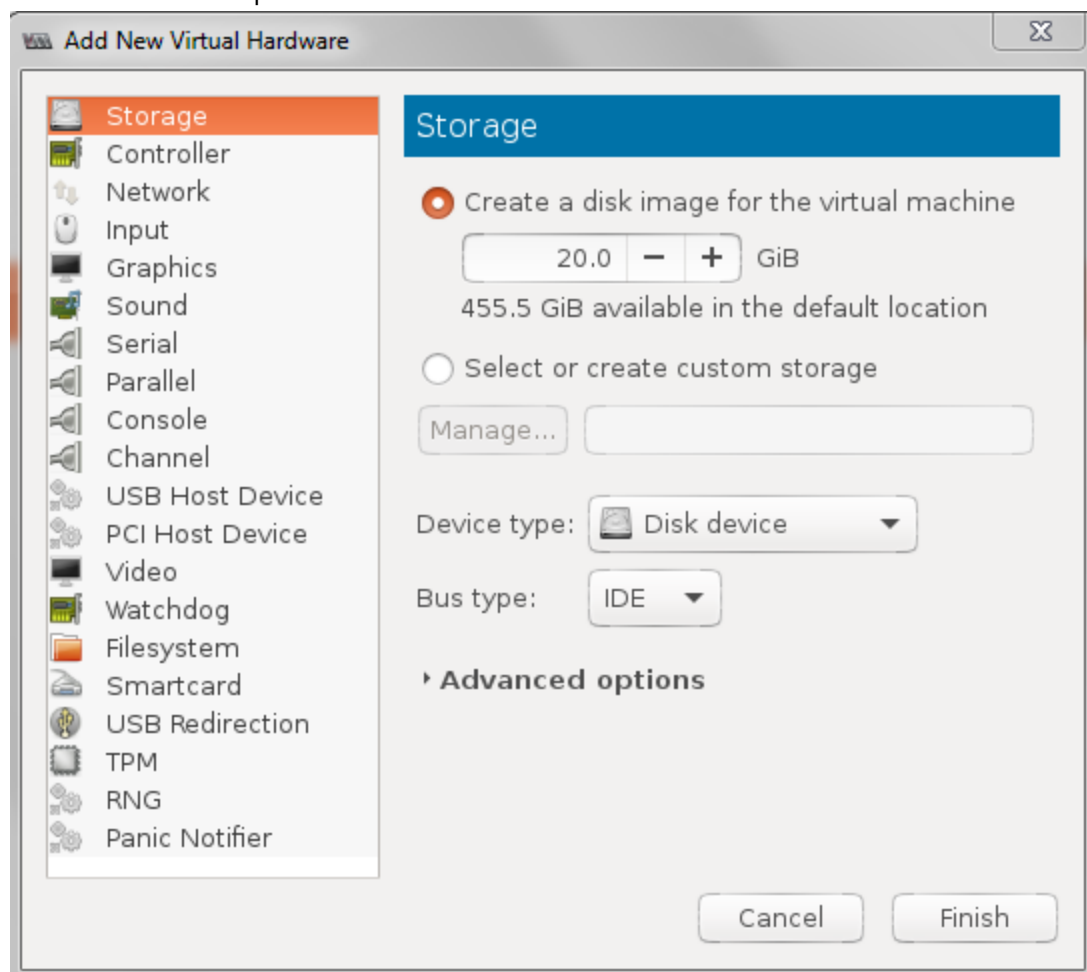 Add New Virtual Hardware
Storage
Controller
Network
Input
Graphics
Sound
Serial
Parallel
Console
Channel
USB Host Device
PCI Host Device
Video
Watchdog
Filesystem
Smartcard
USB Redirection
TPM
RNG
Panic Notifier
Storage
Create a disk image for the virtual machine
20.0 − + GiB
455.5 GiB available in the default location
Select or create custom storage
Manage...
Device type: Disk device
Bus type: IDE
Advanced options
Cancel Finish